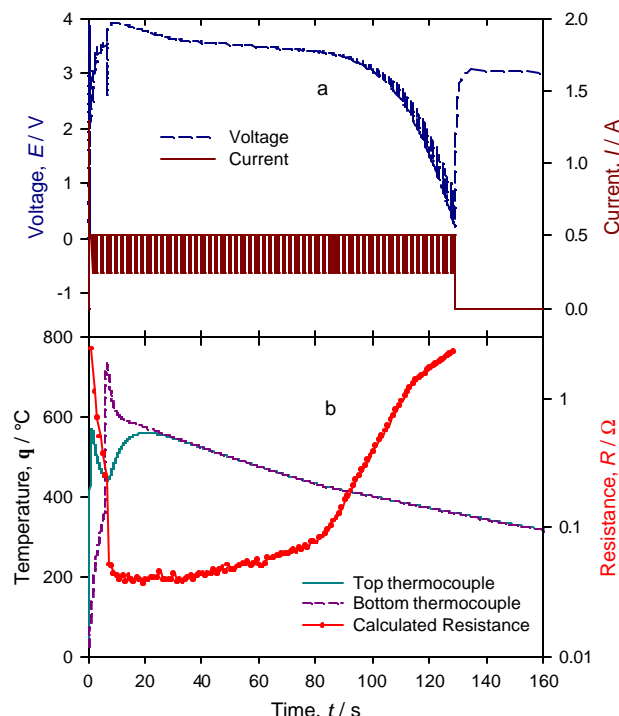 4
3
2
1
0
-1
Voltage, E / V
a
Voltage
Current
2.0
1.5
1.0
0.5
0.0
Current, I / A
800
600
400
200
0
Temperature, q / °C
b
Top thermocouple
Bottom thermocouple
Calculated Resistance
1
0.1
0.01
Resistance, R / Ω
0 20 40 60 80 100 120 140 160
Time, t / s